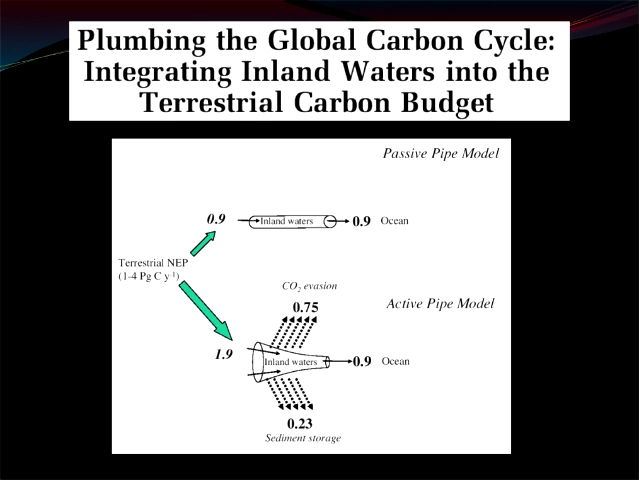 Plumbing the Global Carbon Cycle:
Integrating Inland Waters into the
Terrestrial Carbon Budget
Passive Pipe Model
0.9 Inland waters 0.9 Ocean
Terrestrial NEP
(1-4 Pg C y⁻¹)
CO₂ evasion
0.75
Active Pipe Model
1.9 Inland waters 0.9 Ocean
0.23
Sediment storage